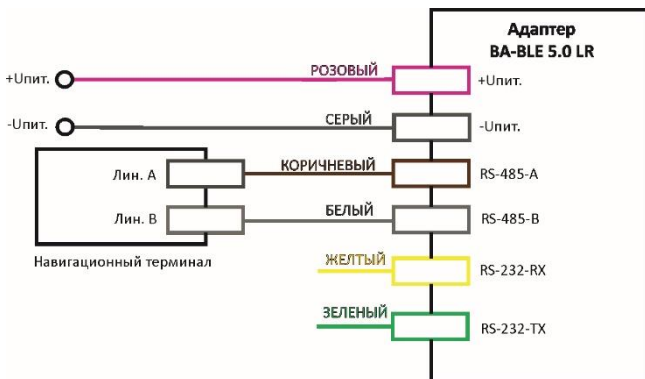 Адаптер
BA-BLE 5.0 LR
РОЗОВЫЙ
+Uпит.
+Uпит.
СЕРЫЙ
-Uпит.
-Uпит.
КОРИЧНЕВЫЙ
Лин. А
RS-485-A
БЕЛЫЙ
Лин. В
RS-485-B
Навигационный терминал
ЖЕЛТЫЙ
RS-232-RX
ЗЕЛЕНЫЙ
RS-232-TX